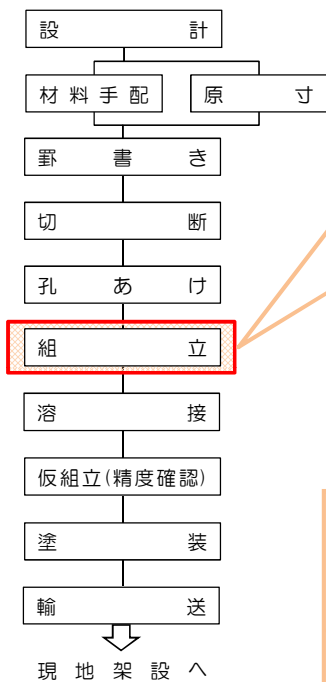 設計
材料手配 原寸
罫書き
切断
孔あけ
組立
溶接
仮組立(精度確認)
塗装
輸送
現地架設へ